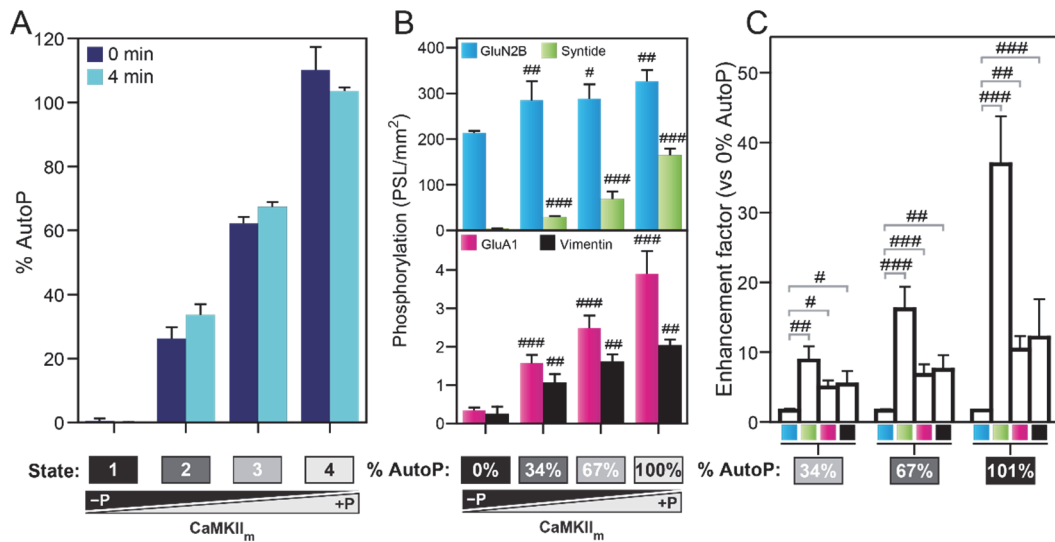 A
120
100
80
60
40
20
0
% AutoP
0 min
4 min
State: 1 2 3 4
–P +P
CaMKIIm
B
400
300
200
100
0
GluN2B Syntide
## # ##
### ### ###
Phosphorylation (PSL/mm²)
4
3
2
1
0
GluA1 Vimentin
### ### ###
## ## ##
% AutoP: 0% 34% 67% 100%
–P +P
CaMKIIm
C
50
40
30
20
10
0
Enhancement factor (vs 0% AutoP)
#
#
##
##
###
###
###
##
###
% AutoP: 34% 67% 101%